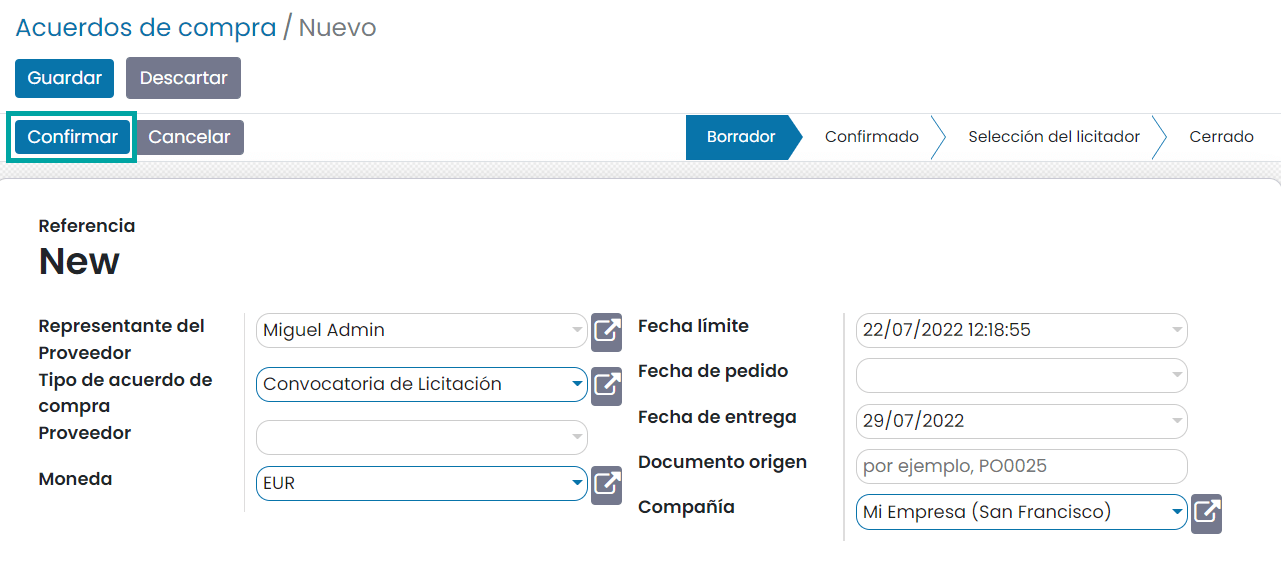 Acuerdos de compra / Nuevo
Guardar Descartar
Confirmar Cancelar Borrador Confirmado Selección del licitador Cerrado
Referencia
New
Representante del Proveedor Miguel Admin
Tipo de acuerdo de compra Convocatoria de Licitación
Proveedor
Moneda EUR
Fecha límite 22/07/2022 12:18:55
Fecha de pedido
Fecha de entrega 29/07/2022
Documento origen por ejemplo, PO0025
Compañía Mi Empresa (San Francisco)